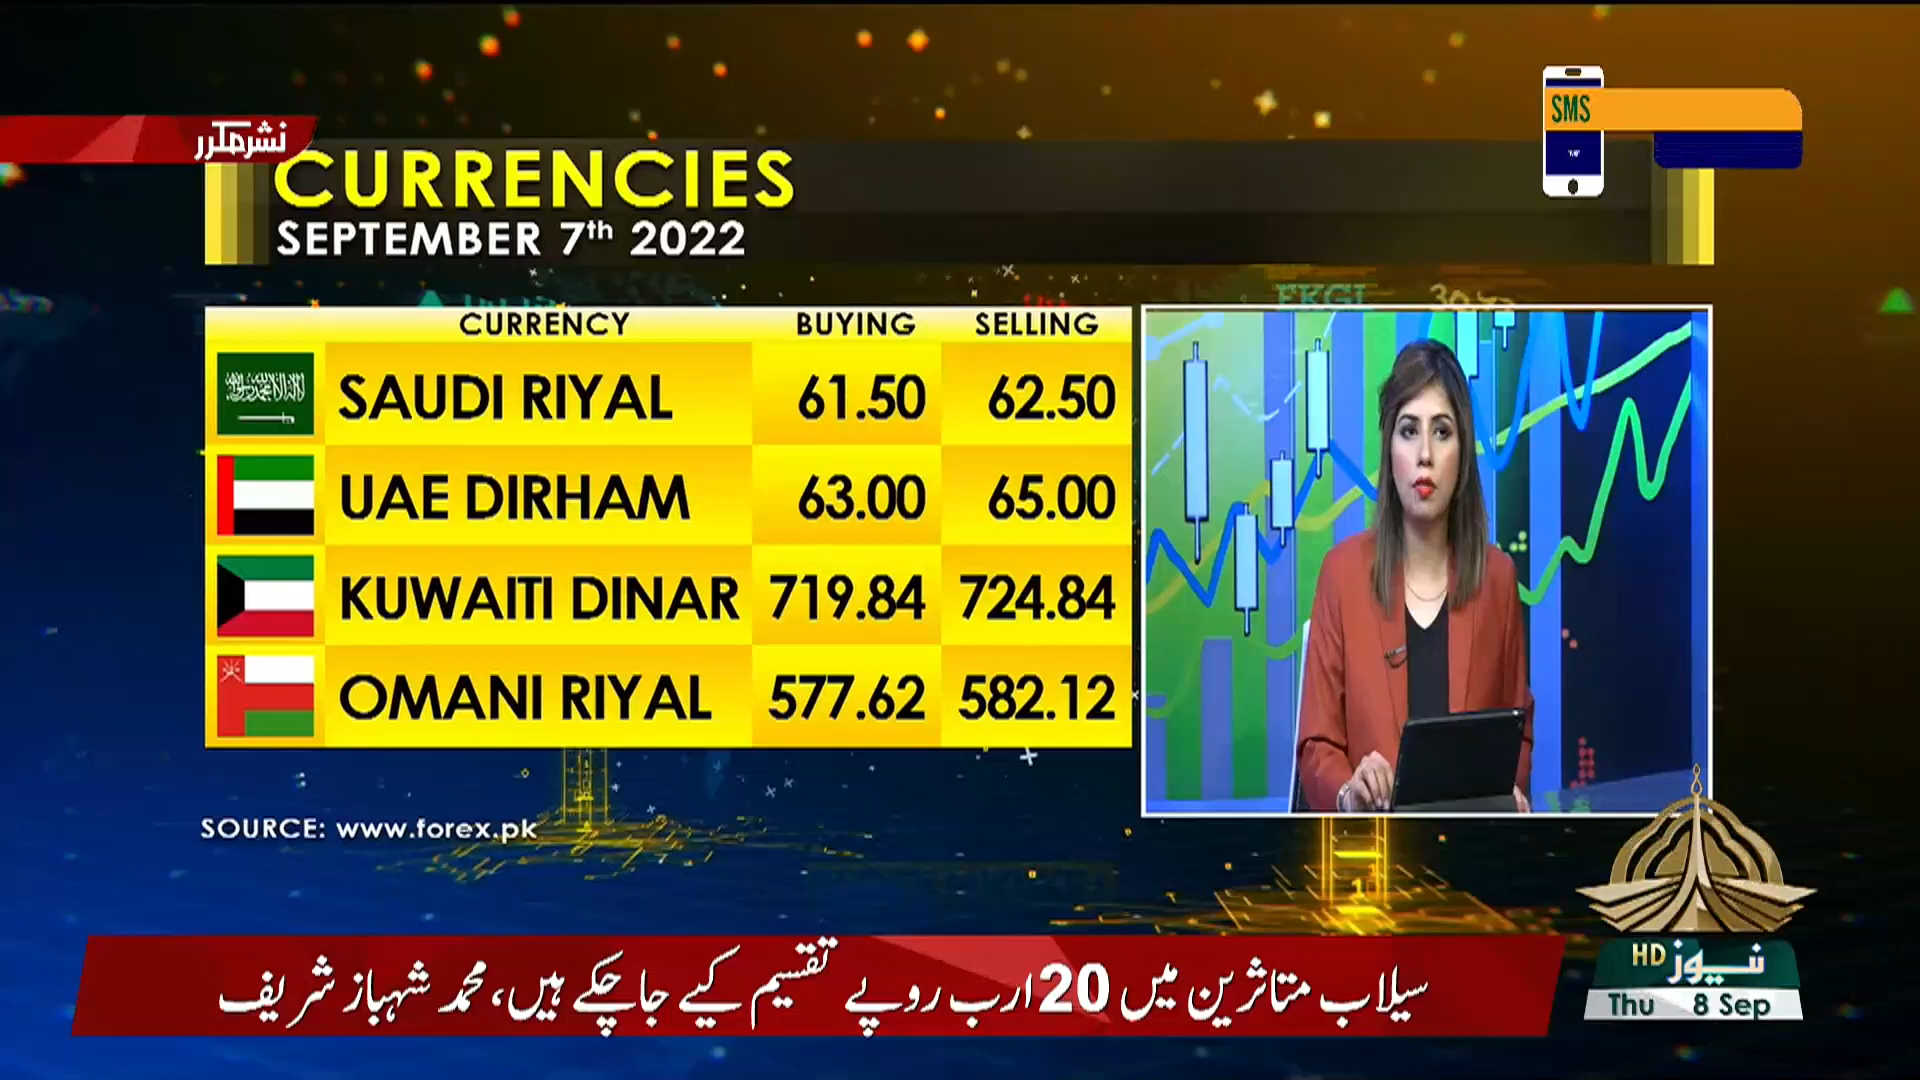 نشر مکرر
SMS
CURRENCIES
SEPTEMBER 7th 2022
CURRENCY BUYING SELLING
SAUDI RIYAL 61.50 62.50
UAE DIRHAM 63.00 65.00
KUWAITI DINAR 719.84 724.84
OMANI RIYAL 577.62 582.12
SOURCE: www.forex.pk
سیلاب متاثرین میں 20 ارب روپے تقسیم کیے جاچکے ہیں، محمد شہباز شریف
نیوز HD
Thu 8 Sep